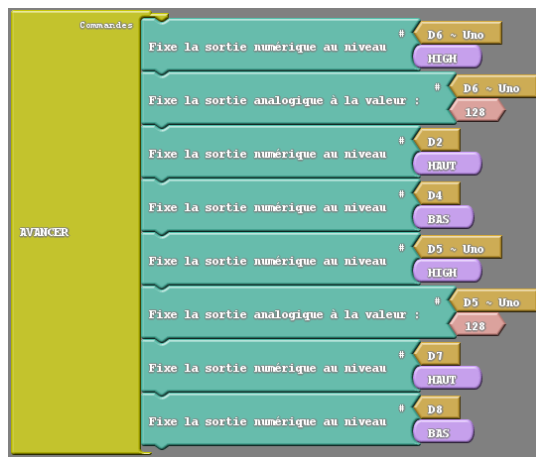 Commandes
AVANCER
Fixe la sortie numérique au niveau # D6 ~ Uno
HIGH
Fixe la sortie analogique à la valeur : # D6 ~ Uno
128
Fixe la sortie numérique au niveau # D2
HAUT
Fixe la sortie numérique au niveau # D4
BAS
Fixe la sortie numérique au niveau # D5 ~ Uno
HIGH
Fixe la sortie analogique à la valeur : # D5 ~ Uno
128
Fixe la sortie numérique au niveau # D7
HAUT
Fixe la sortie numérique au niveau # D8
BAS